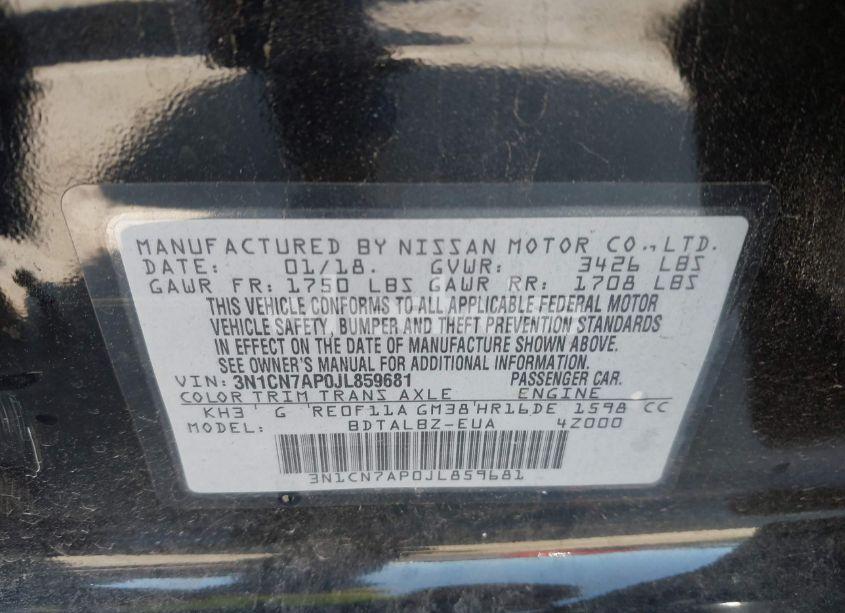 MANUFACTURED BY NISSAN MOTOR CO., LTD.
DATE: 01/18. GVWR: 3426 LBS
GAWR FR: 1750 LBS GAWR RR: 1708 LBS
THIS VEHICLE CONFORMS TO ALL APPLICABLE FEDERAL MOTOR
VEHICLE SAFETY, BUMPER AND THEFT PREVENTION STANDARDS
IN EFFECT ON THE DATE OF MANUFACTURE SHOWN ABOVE.
SEE OWNER'S MANUAL FOR ADDITIONAL INFORMATION.
VIN: 3N1CN7AP0JL859681 PASSENGER CAR.
COLOR TRIM TRANS AXLE ENGINE
KH3 G RE0F11A GM38 HR16DE 1598 CC
MODEL: BDTALBZ-EUA 4Z000
3N1CN7AP0JL859681